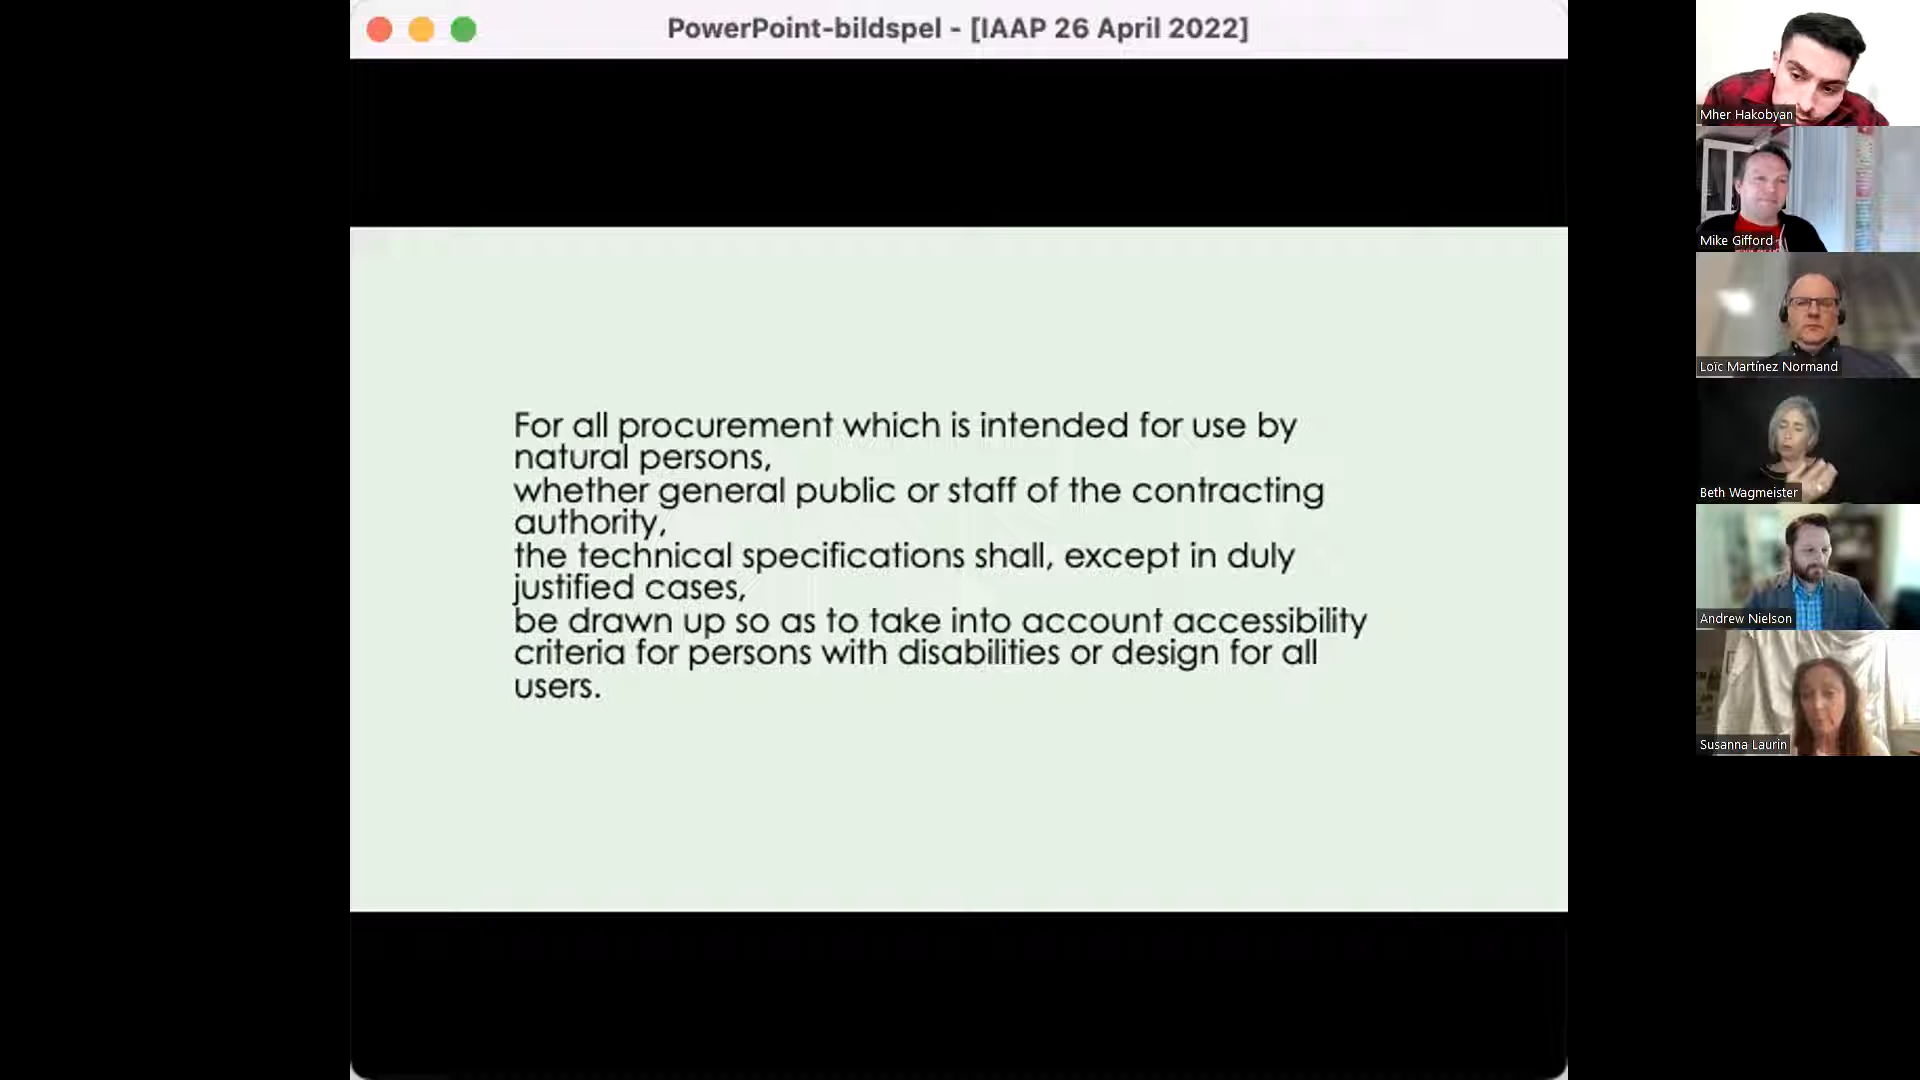 PowerPoint-bildspel - [IAAP 26 April 2022]
For all procurement which is intended for use by
natural persons,
whether general public or staff of the contracting
authority,
the technical specifications shall, except in duly
justified cases,
be drawn up so as to take into account accessibility
criteria for persons with disabilities or design for all
users.
Mher Hakobyan
Mike Gifford
Loïc Martínez Normand
Beth Wagmeister
Andrew Nielson
Susanna Laurin